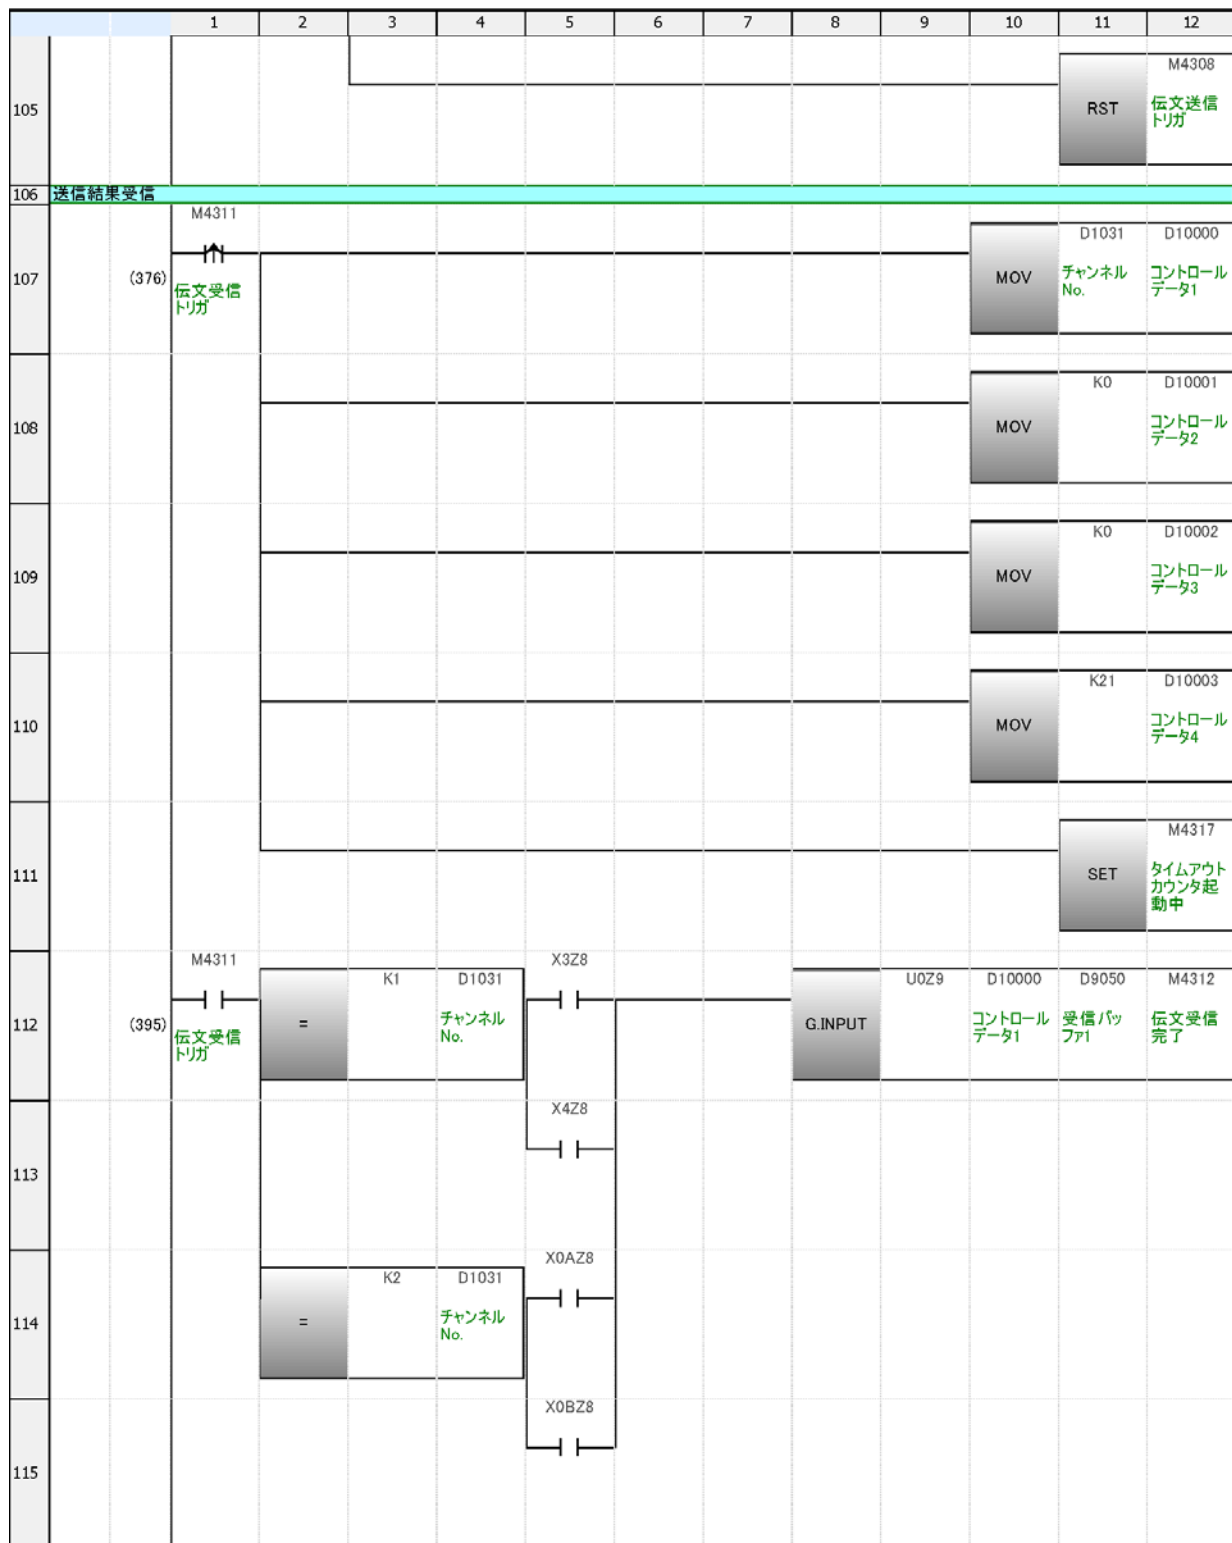 1 2 3 4 5 6 7 8 9 10 11 12
105
RST
M4308
伝文送信
トリガ
106 送信結果受信
107
(376)
M4311
伝文受信
トリガ
MOV
D1031
チャンネル
No.
D10000
コントロール
データ1
108
MOV
K0
D10001
コントロール
データ2
109
MOV
K0
D10002
コントロール
データ3
110
MOV
K21
D10003
コントロール
データ4
111
SET
M4317
タイムアウト
カウンタ起
動中
112
(395)
M4311
伝文受信
トリガ
=
K1
D1031
チャンネル
No.
X3Z8
G.INPUT
U0Z9
D10000
コントロール
データ1
D9050
受信バッ
ファ1
M4312
伝文受信
完了
113
X4Z8
114
=
K2
D1031
チャンネル
No.
X0AZ8
115
X0BZ8